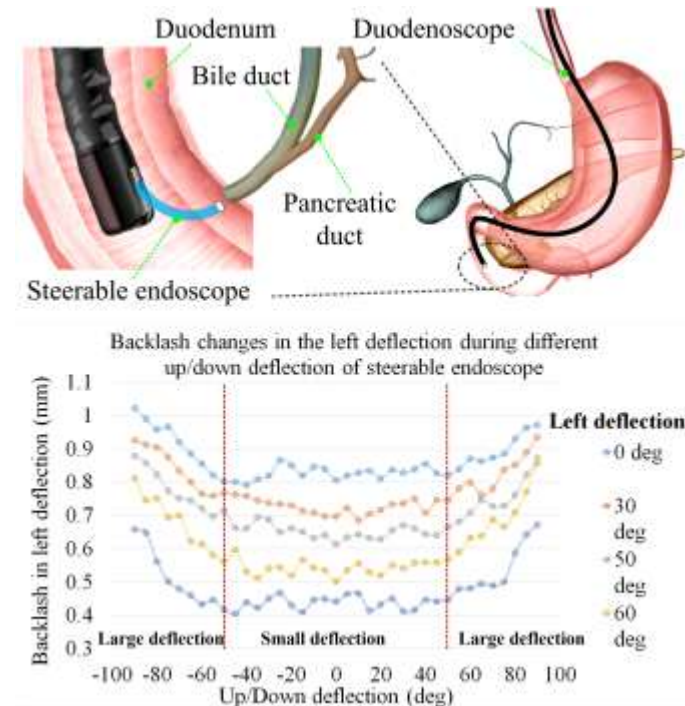 Duodenum
Duodenoscope
Bile duct
Pancreatic
duct
Steerable endoscope
Backlash changes in the left deflection during different
up/down deflection of steerable endoscope
Backlash in left deflection (mm)
1.1
1
0.9
0.8
0.7
0.6
0.5
0.4
0.3
Large deflection
Small deflection
Large deflection
-100 -80 -60 -40 -20 0 20 40 60 80 100
Up/Down deflection (deg)
Left deflection
0 deg
30
deg
50
deg
60
deg